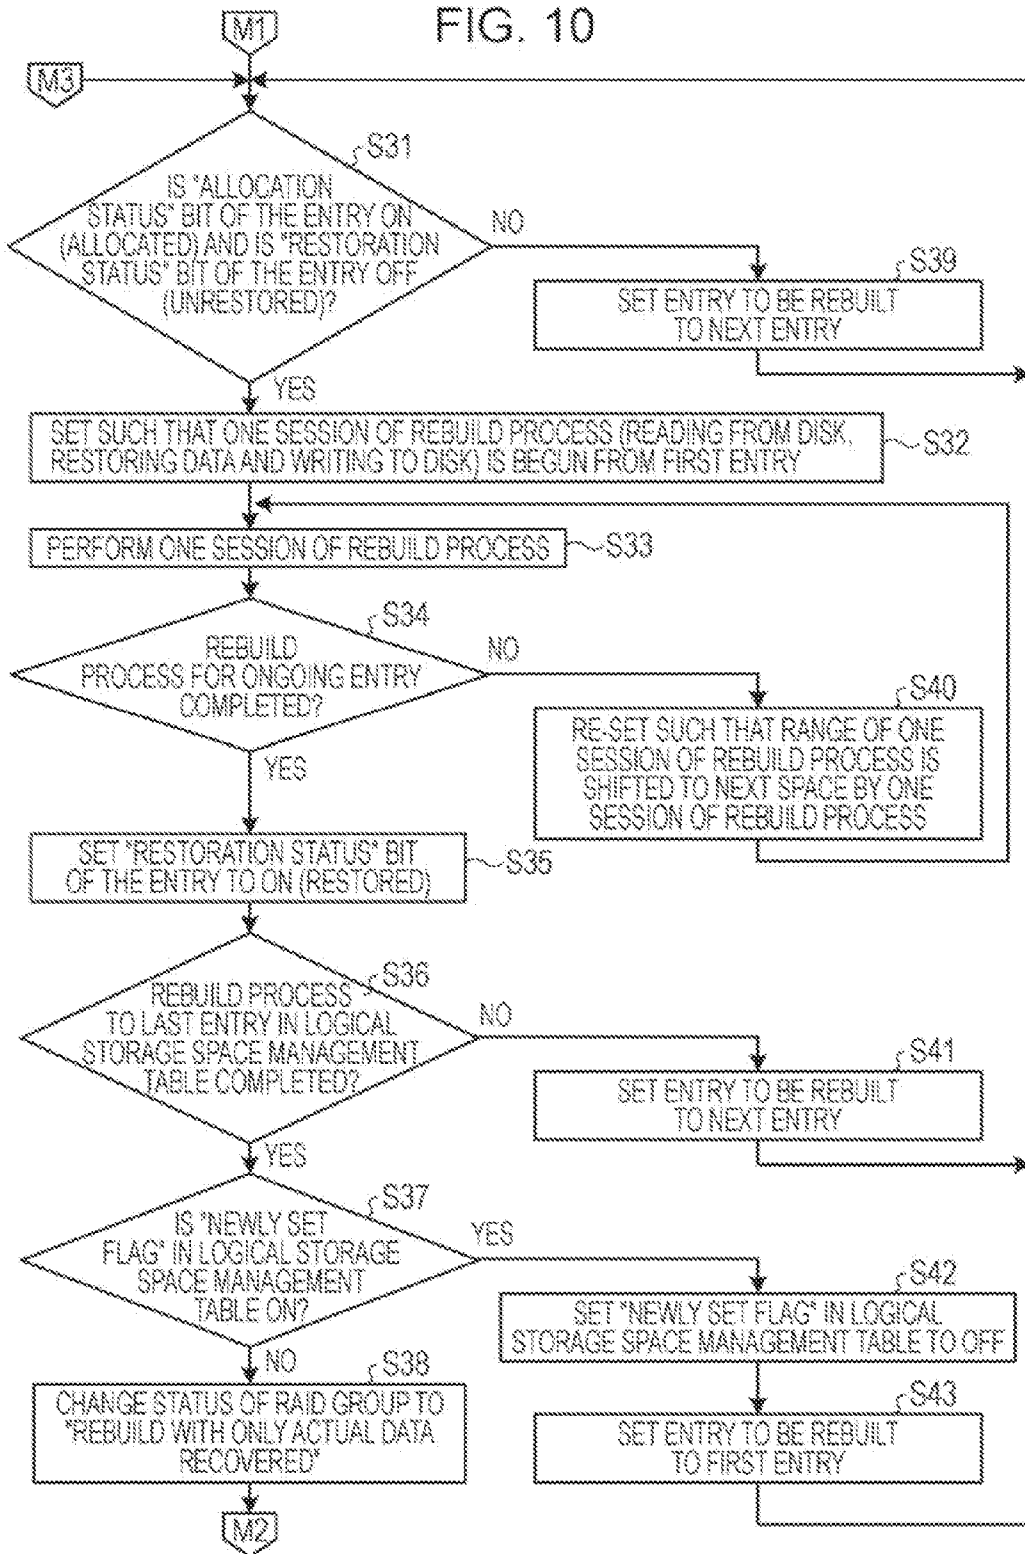 FIG. 10
M1
M3
S31
IS "ALLOCATION
STATUS" BIT OF THE ENTRY ON
(ALLOCATED) AND IS "RESTORATION
STATUS" BIT OF THE ENTRY OFF
(UNRESTORED)?
NO
S39
SET ENTRY TO BE REBUILT
TO NEXT ENTRY
YES
SET SUCH THAT ONE SESSION OF REBUILD PROCESS (READING FROM DISK,
RESTORING DATA AND WRITING TO DISK) IS BEGUN FROM FIRST ENTRY
S32
PERFORM ONE SESSION OF REBUILD PROCESS
S33
S34
REBUILD
PROCESS FOR ONGOING ENTRY
COMPLETED?
NO
S40
RE-SET SUCH THAT RANGE OF ONE
SESSION OF REBUILD PROCESS IS
SHIFTED TO NEXT SPACE BY ONE
SESSION OF REBUILD PROCESS
YES
SET "RESTORATION STATUS" BIT
OF THE ENTRY TO ON (RESTORED)
S35
S36
REBUILD PROCESS
TO LAST ENTRY IN LOGICAL
STORAGE SPACE MANAGEMENT
TABLE COMPLETED?
NO
S41
SET ENTRY TO BE REBUILT
TO NEXT ENTRY
YES
S37
IS "NEWLY SET
FLAG" IN LOGICAL STORAGE
SPACE MANAGEMENT
TABLE ON?
YES
S42
SET "NEWLY SET FLAG" IN LOGICAL
STORAGE SPACE MANAGEMENT TABLE TO OFF
NO
S38
CHANGE STATUS OF RAID GROUP TO
"REBUILD WITH ONLY ACTUAL DATA
RECOVERED"
S43
SET ENTRY TO BE REBUILT
TO FIRST ENTRY
M2